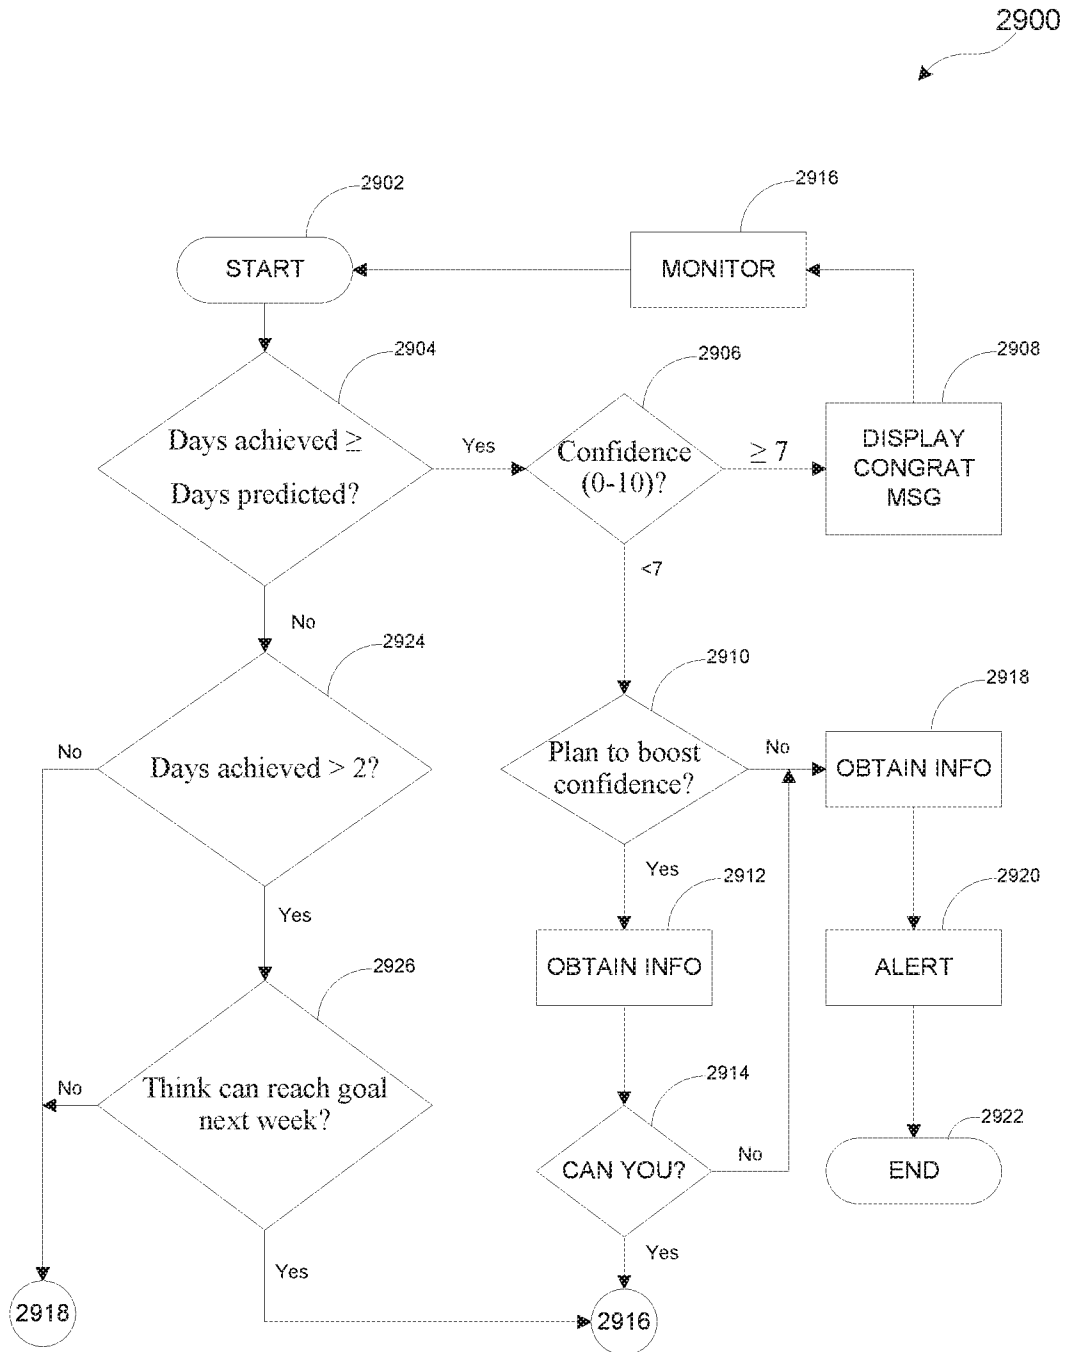 2900
2902
2916
START
MONITOR
2904
2906
2908
Days achieved ≥
Days predicted?
Yes
Confidence
(0-10)?
≥ 7
DISPLAY
CONGRAT
MSG
<7
No
2924
2910
2918
No
Days achieved > 2?
Plan to boost
confidence?
No
OBTAIN INFO
Yes
2912
2920
Yes
OBTAIN INFO
ALERT
2926
2914
2922
No
Think can reach goal
next week?
CAN YOU?
No
END
Yes
Yes
2918
2916